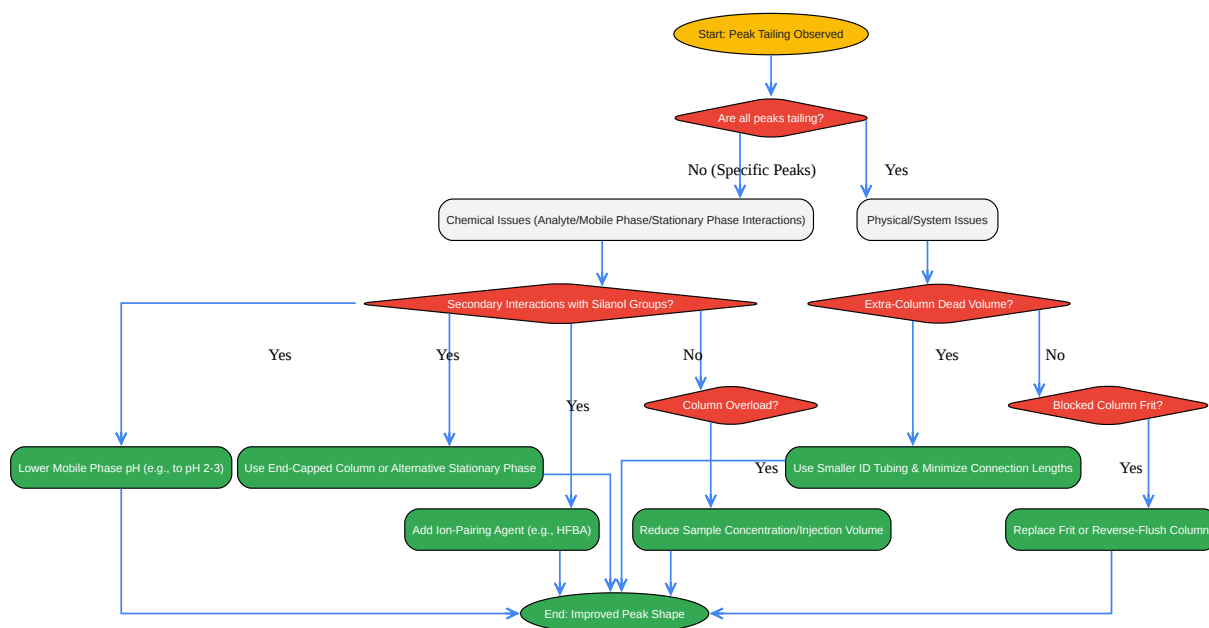 Start: Peak Tailing Observed
Are all peaks tailing?
No (Specific Peaks)
Yes
Chemical Issues (Analyte/Mobile Phase/Stationary Phase Interactions)
Physical/System Issues
Secondary Interactions with Silanol Groups?
Extra-Column Dead Volume?
Yes
Yes
No
Yes
No
Yes
Column Overload?
Blocked Column Frit?
Lower Mobile Phase pH (e.g., to pH 2-3)
Use End-Capped Column or Alternative Stationary Phase
Yes
Use Smaller ID Tubing & Minimize Connection Lengths
Yes
Add Ion-Pairing Agent (e.g., HFBA)
Reduce Sample Concentration/Injection Volume
Replace Frit or Reverse-Flush Column
End: Improved Peak Shape